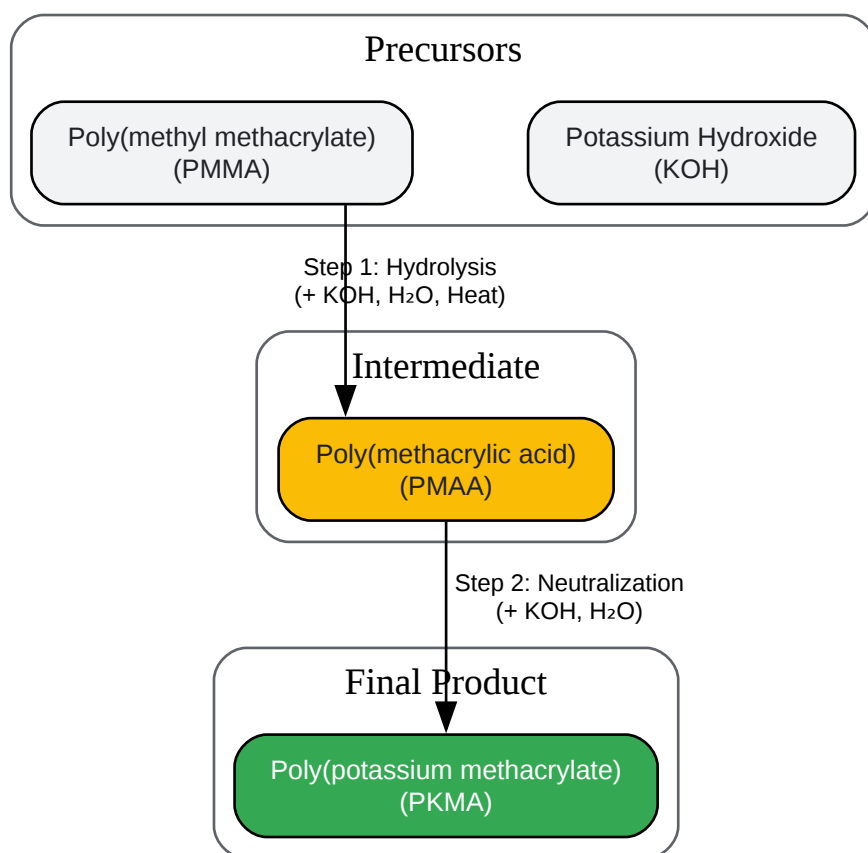 Precursors
Poly(methyl methacrylate)
(PMMA)
Potassium Hydroxide
(KOH)
Step 1: Hydrolysis
(+ KOH, H₂O, Heat)
Intermediate
Poly(methacrylic acid)
(PMAA)
Step 2: Neutralization
(+ KOH, H₂O)
Final Product
Poly(potassium methacrylate)
(PKMA)